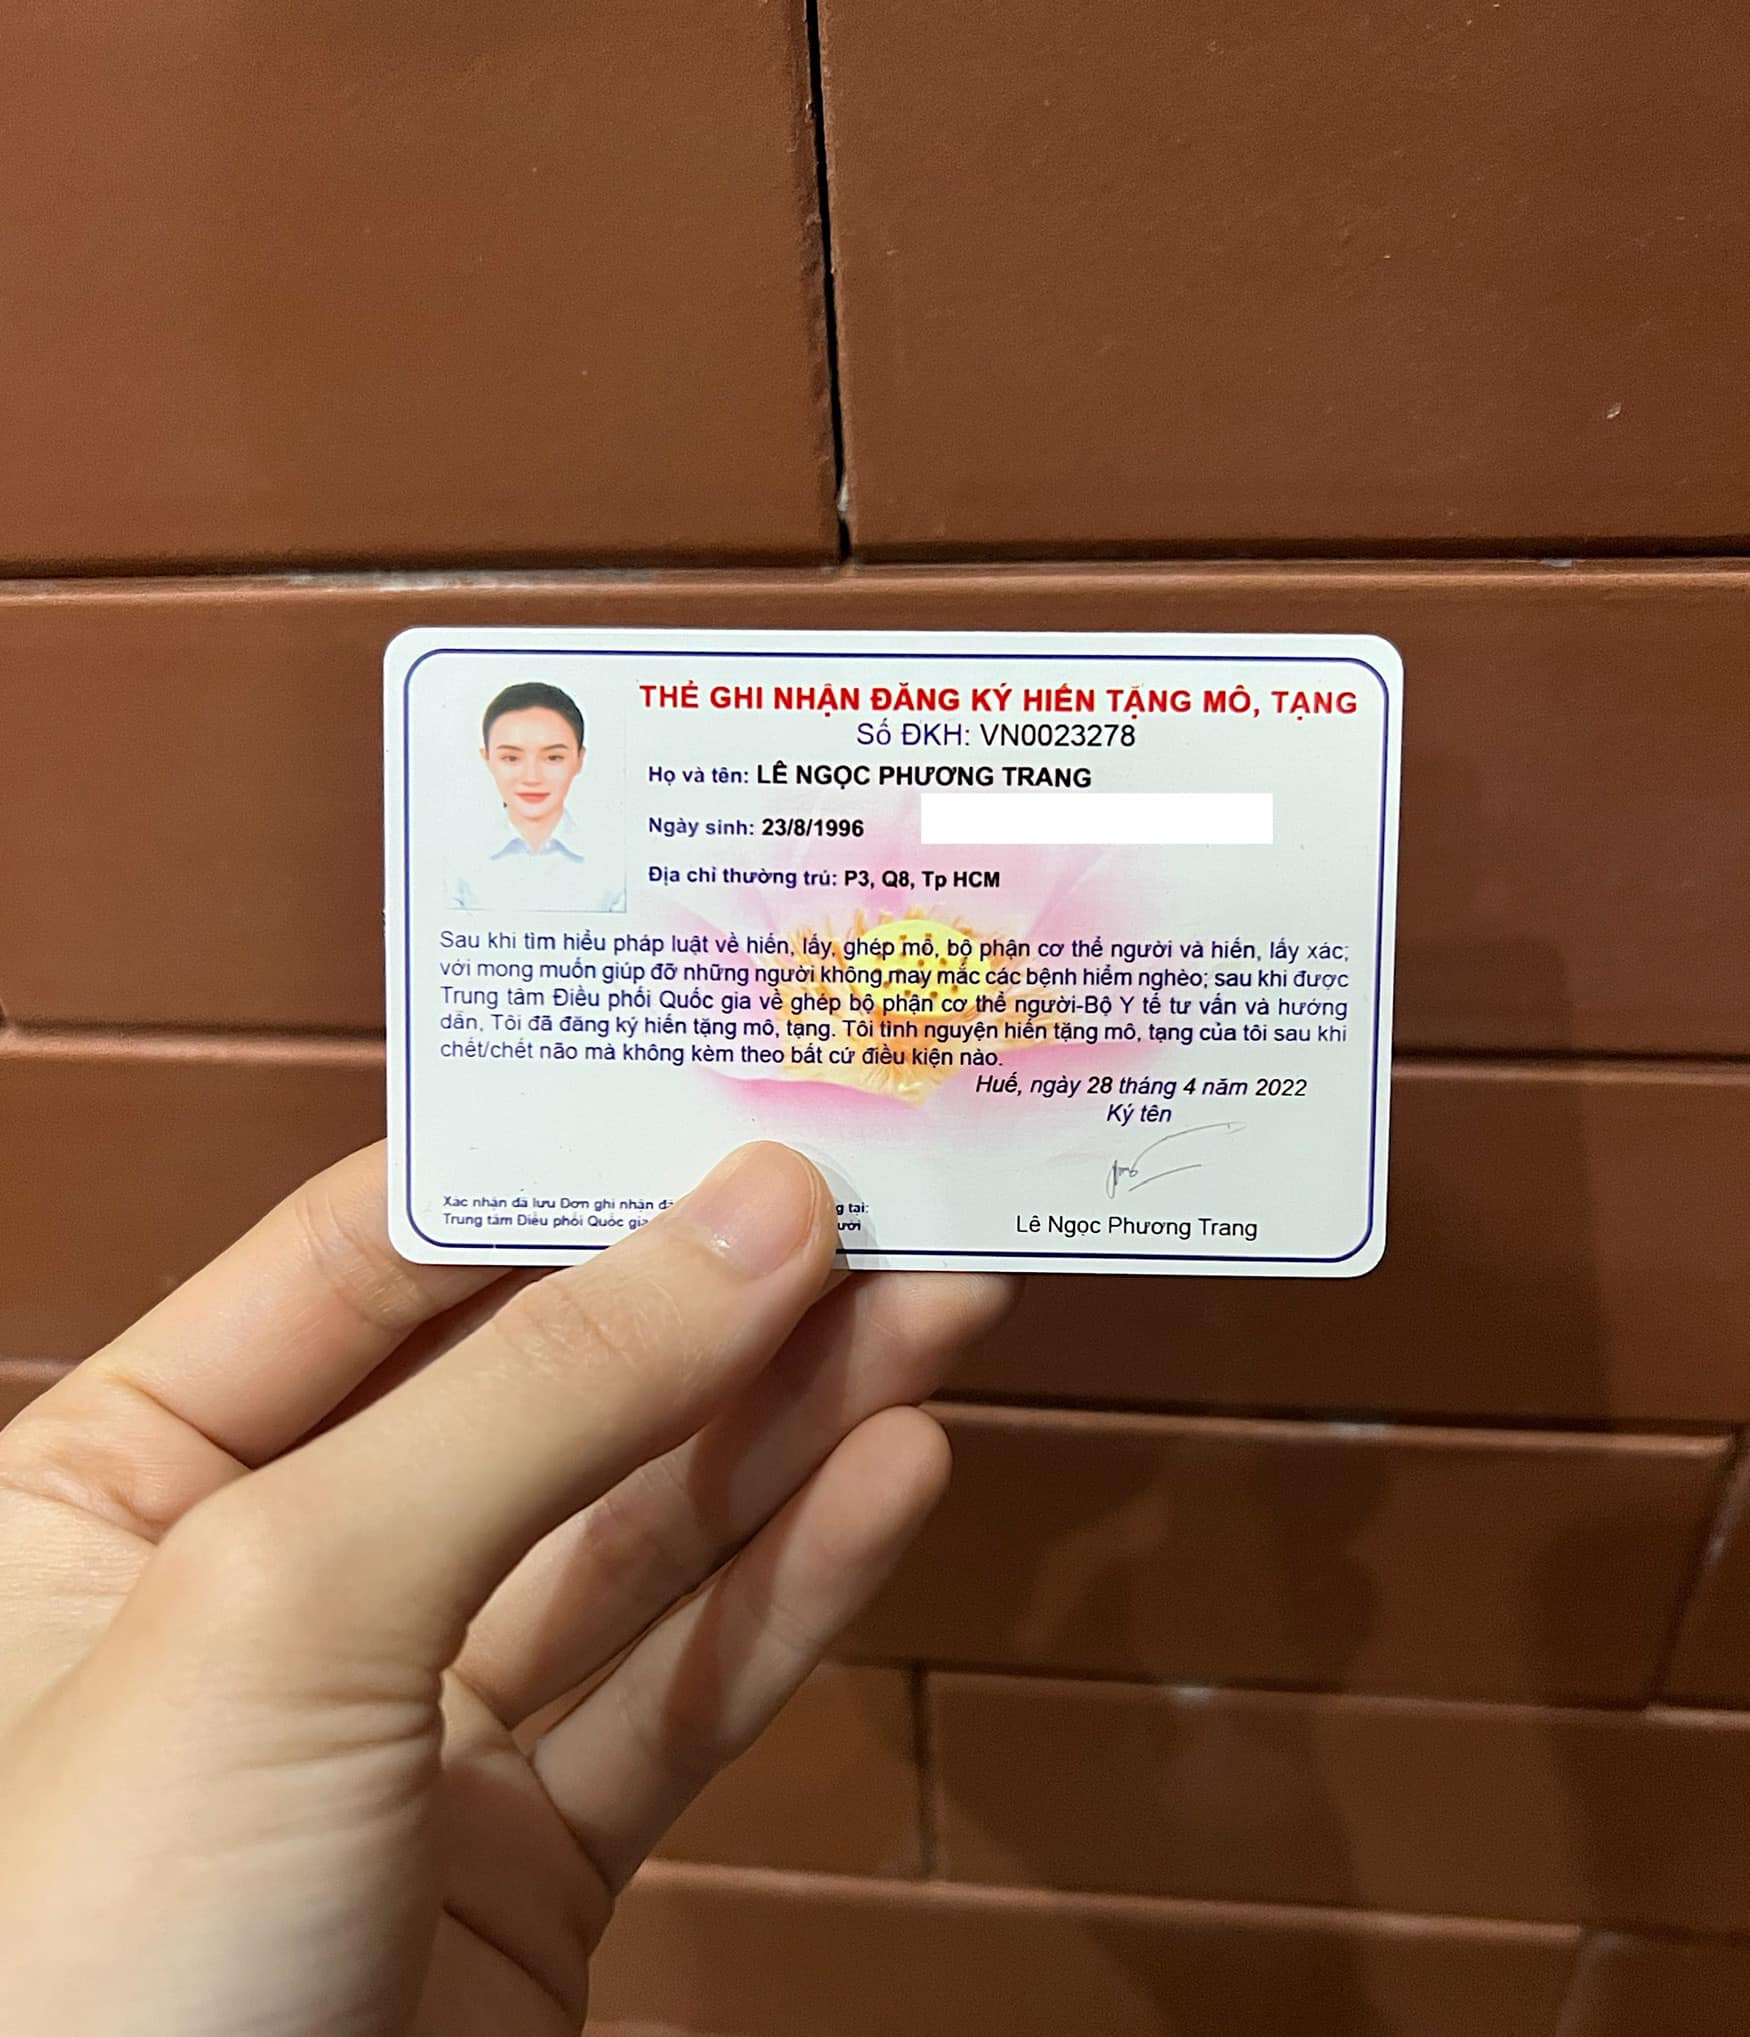 THẺ GHI NHẬN ĐĂNG KÝ HIẾN TẶNG MÔ, TẠNG
Số ĐKH: VN0023278
Họ và tên: LÊ NGỌC PHƯƠNG TRANG
Ngày sinh: 23/8/1996
Địa chỉ thường trú: P3, Q8, Tp HCM
Sau khi tìm hiểu pháp luật về hiến, lấy, ghép mô, bộ phận cơ thể người và hiến, lấy xác;
với mong muốn giúp đỡ những người không may mắc các bệnh hiểm nghèo; sau khi được
Trung tâm Điều phối Quốc gia về ghép bộ phận cơ thể người-Bộ Y tế tư vấn và hướng
dẫn, Tôi đã đăng ký hiến tặng mô, tạng. Tôi tình nguyện hiến tặng mô, tạng của tôi sau khi
chết/chết não mà không kèm theo bất cứ điều kiện nào.
Huế, ngày 28 tháng 4 năm 2022
Ký tên
Xác nhận đã lưu Đơn ghi nhận tại:
Trung tâm Điều phối Quốc gia
Lê Ngọc Phương Trang